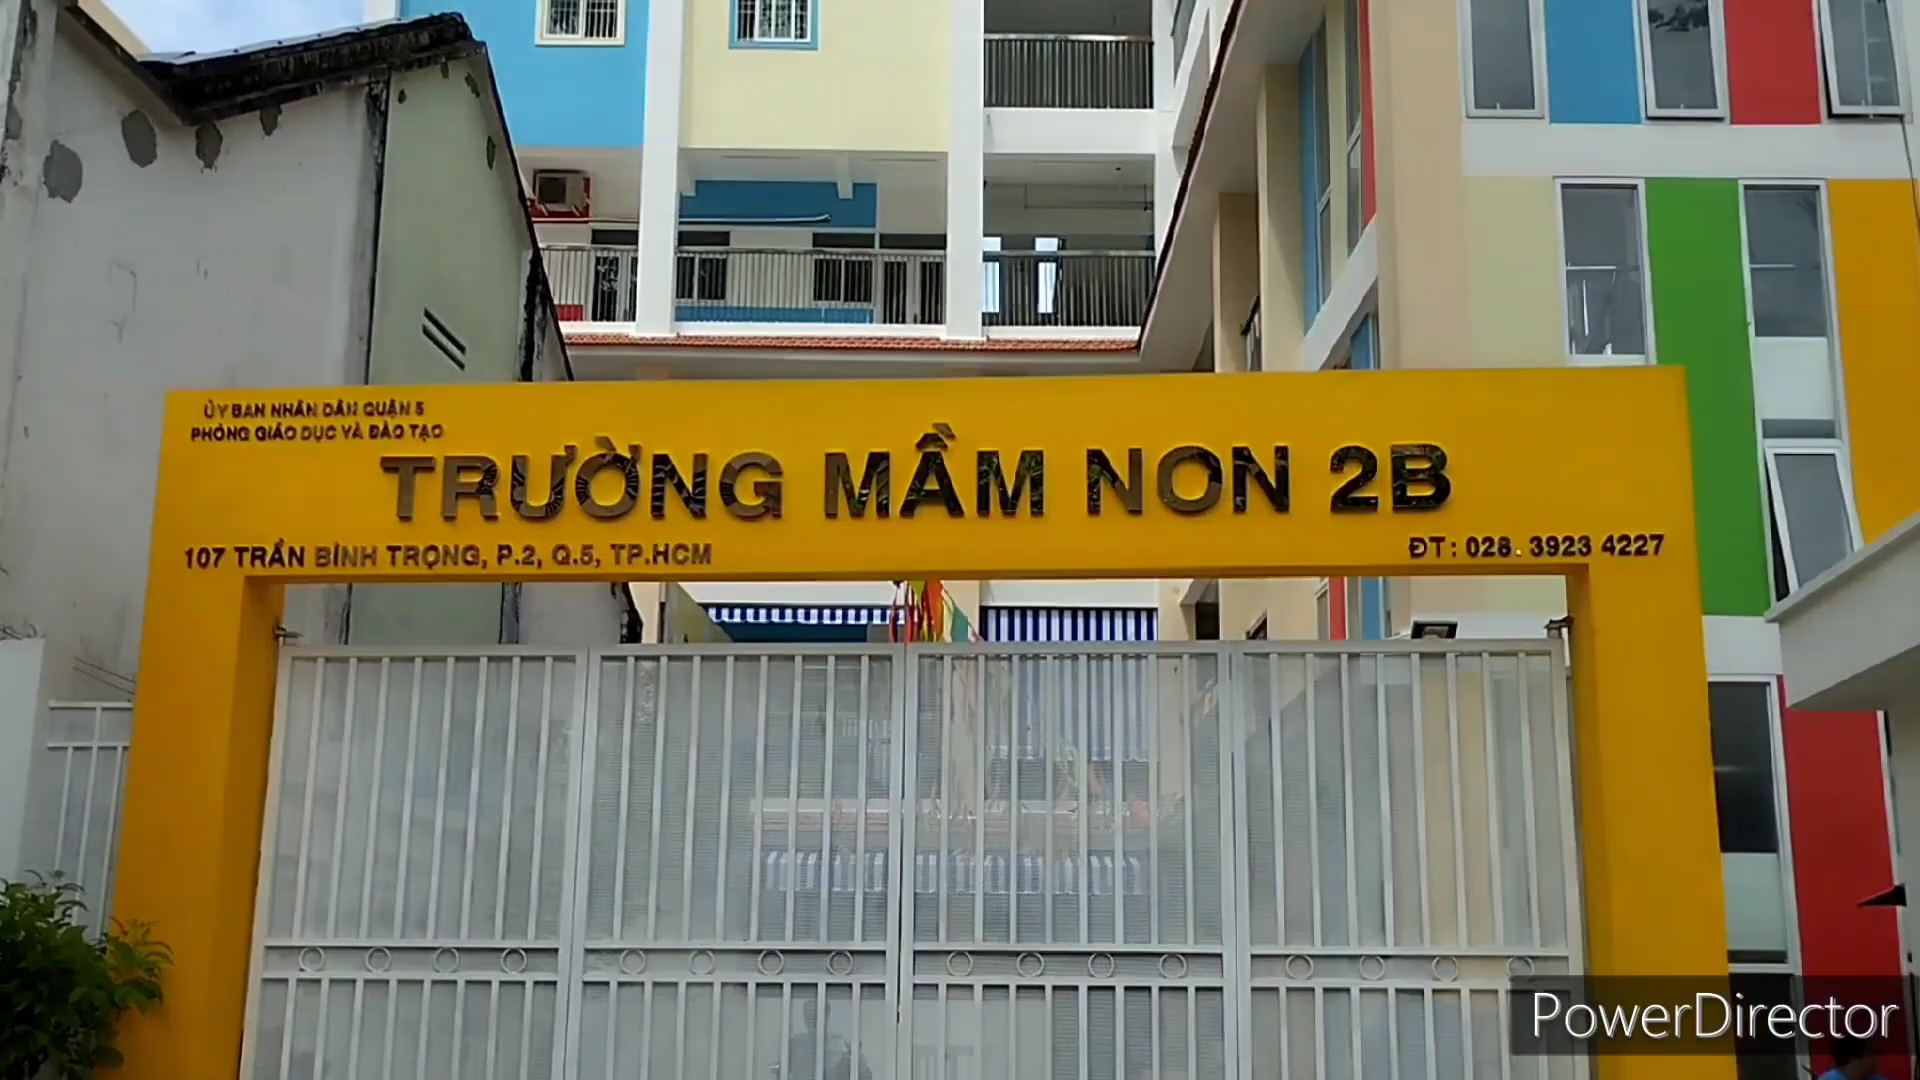 ỦY BAN NHÂN DÂN QUẬN 5
PHÒNG GIÁO DỤC VÀ ĐÀO TẠO
TRƯỜNG MẦM NON 2B
107 TRẦN BÌNH TRỌNG, P.2, Q.5, TP.HCM
ĐT: 028. 3923 4227
PowerDirector